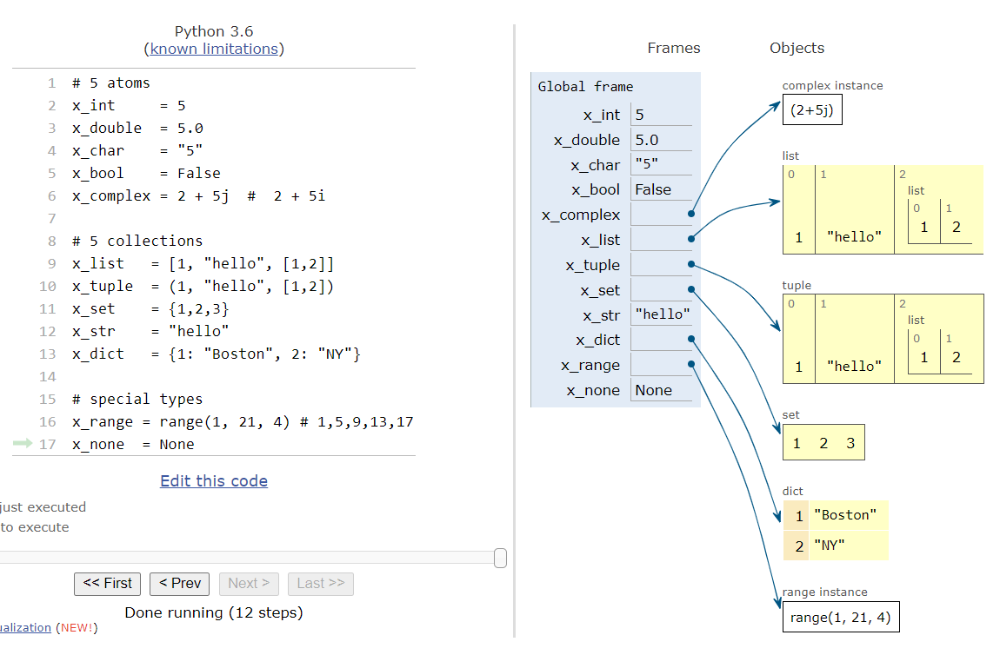 Python 3.6
(known limitations)
1 # 5 atoms
2 x_int     = 5
3 x_double  = 5.0
4 x_char    = "5"
5 x_bool    = False
6 x_complex = 2 + 5j  #  2 + 5i
7
8 # 5 collections
9 x_list   = [1, "hello", [1,2]]
10 x_tuple  = (1, "hello", [1,2])
11 x_set    = {1,2,3}
12 x_str    = "hello"
13 x_dict   = {1: "Boston", 2: "NY"}
14
15 # special types
16 x_range = range(1, 21, 4) # 1,5,9,13,17
17 x_none  = None
Edit this code
just executed
to execute
<< First < Prev Next > Last >>
Done running (12 steps)
ualization (NEW!)
Frames Objects
Global frame
x_int 5
x_double 5.0
x_char "5"
x_bool False
x_complex
x_list
x_tuple
x_set
x_str "hello"
x_dict
x_range
x_none None
complex instance
(2+5j)
list
0 1 2
list
0 1
1 "hello" 1 2
tuple
0 1 2
list
0 1
1 "hello" 1 2
set
1 2 3
dict
1 "Boston"
2 "NY"
range instance
range(1, 21, 4)